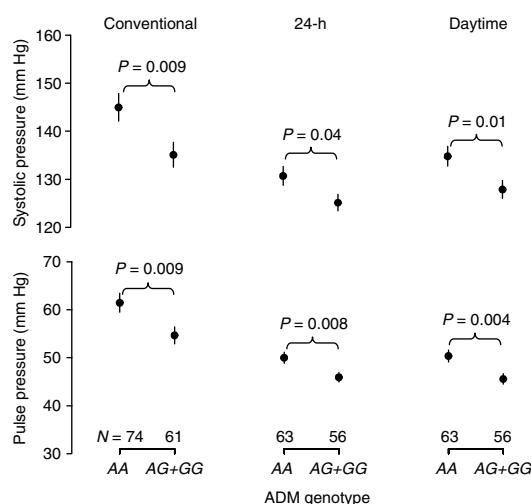 Conventional 24-h Daytime
Systolic pressure (mm Hg)
160
150
140
130
120
P = 0.009
P = 0.04
P = 0.01
Pulse pressure (mm Hg)
70
60
50
40
30
P = 0.009
P = 0.008
P = 0.004
N = 74 61 63 56 63 56
AA AG+GG AA AG+GG AA AG+GG
ADM genotype